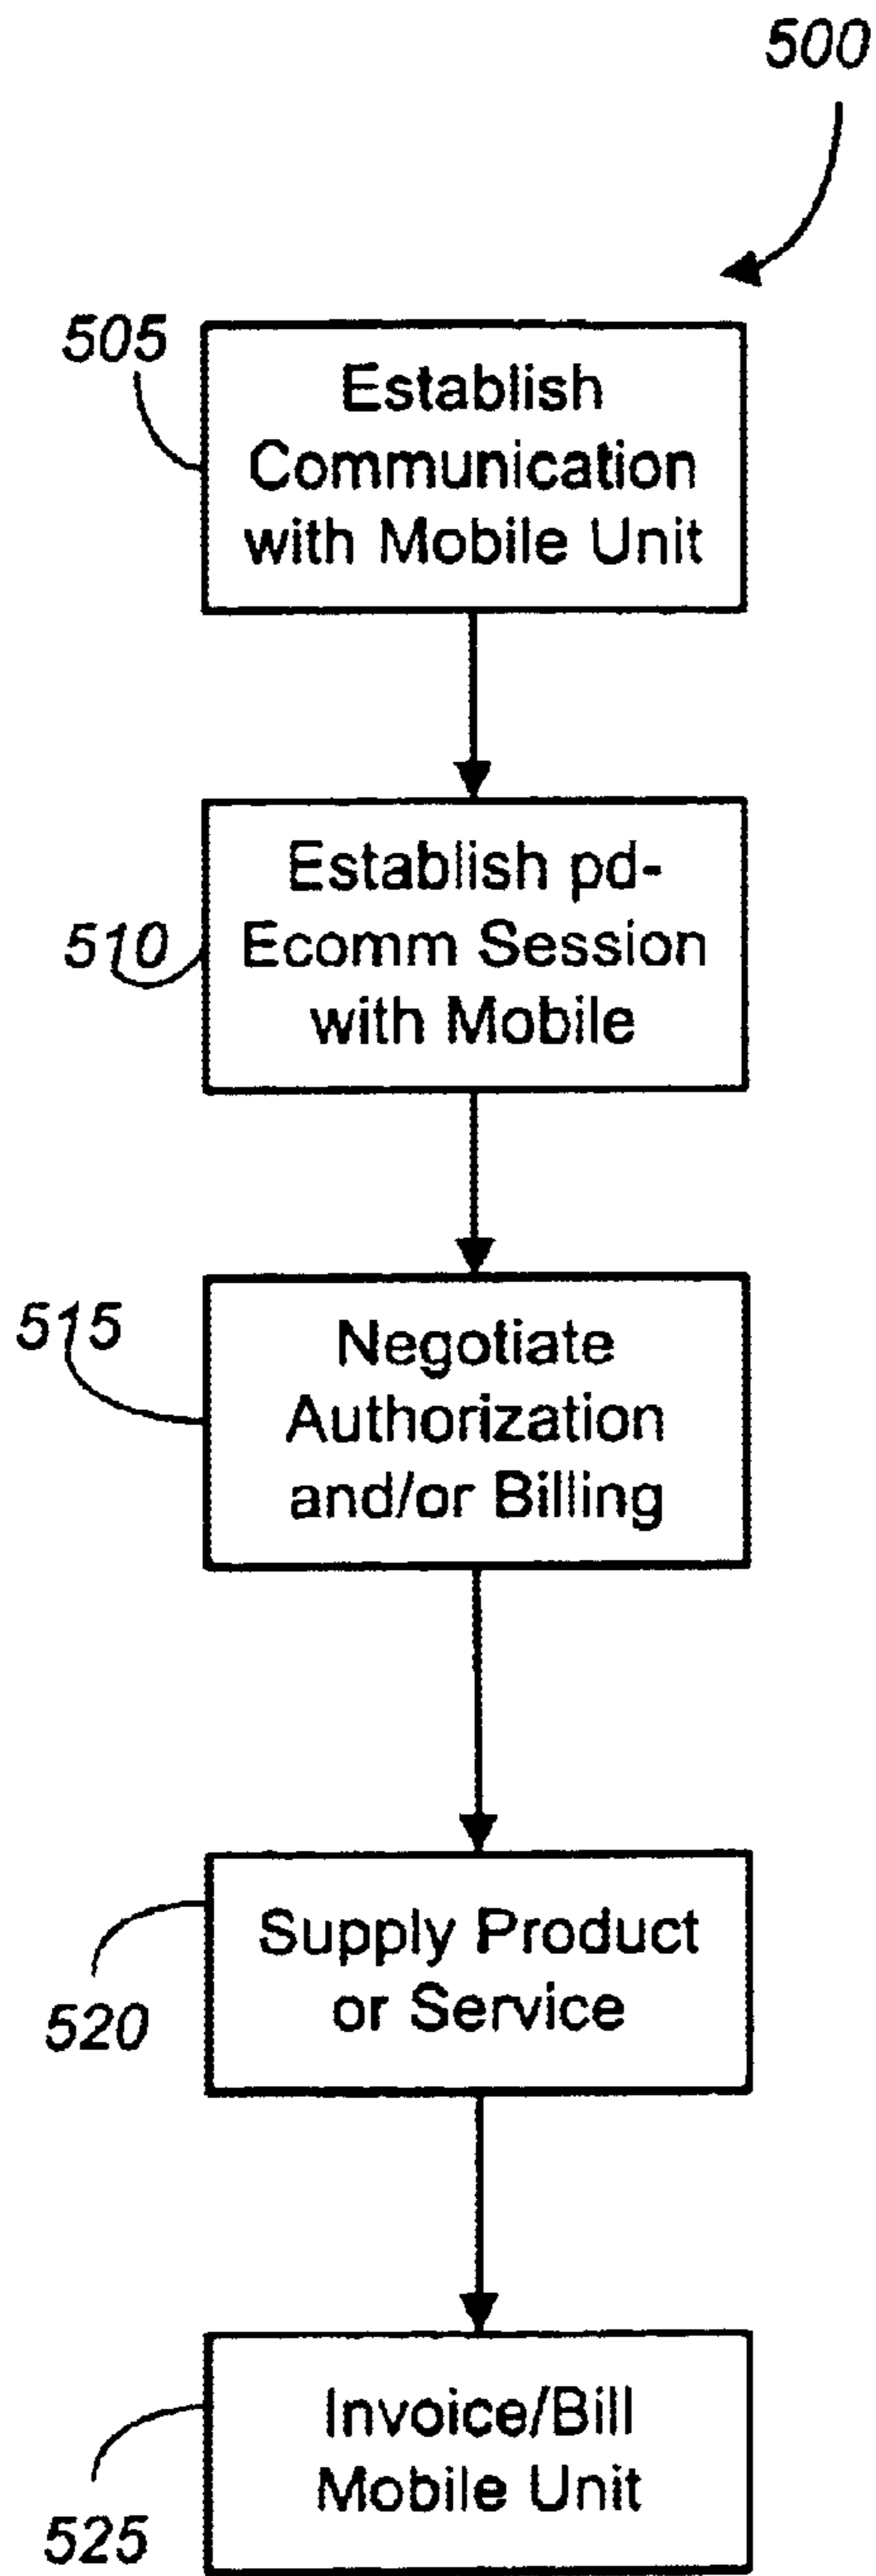 500
505
Establish
Communication
with Mobile Unit
510
Establish pd-
Ecomm Session
with Mobile
515
Negotiate
Authorization
and/or Billing
520
Supply Product
or Service
525
Invoice/Bill
Mobile Unit